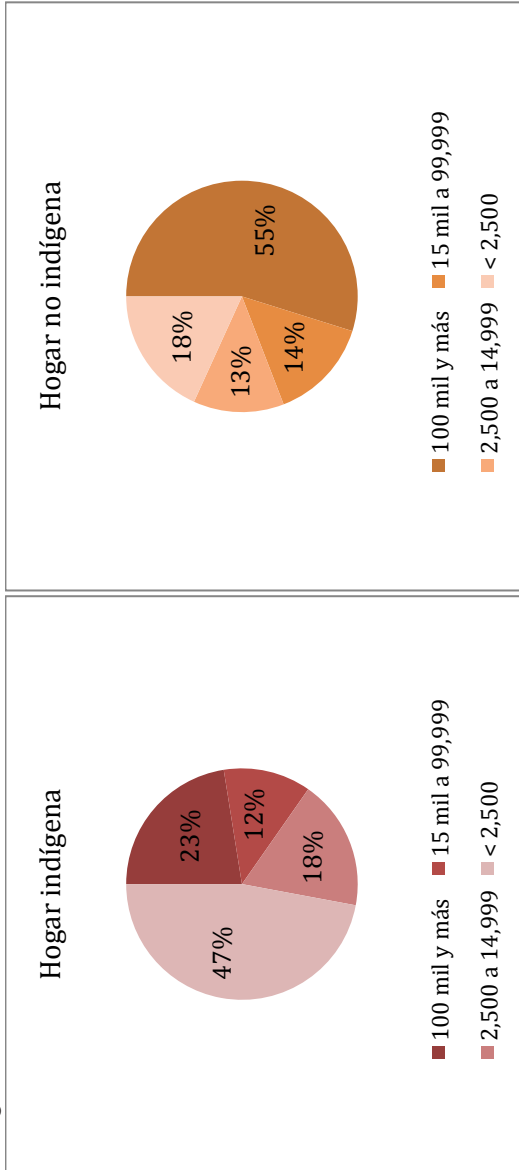 Hogar indígena
23%
12%
18%
47%
100 mil y más
15 mil a 99,999
2,500 a 14,999
< 2,500
Hogar no indígena
55%
14%
13%
18%
100 mil y más
15 mil a 99,999
2,500 a 14,999
< 2,500